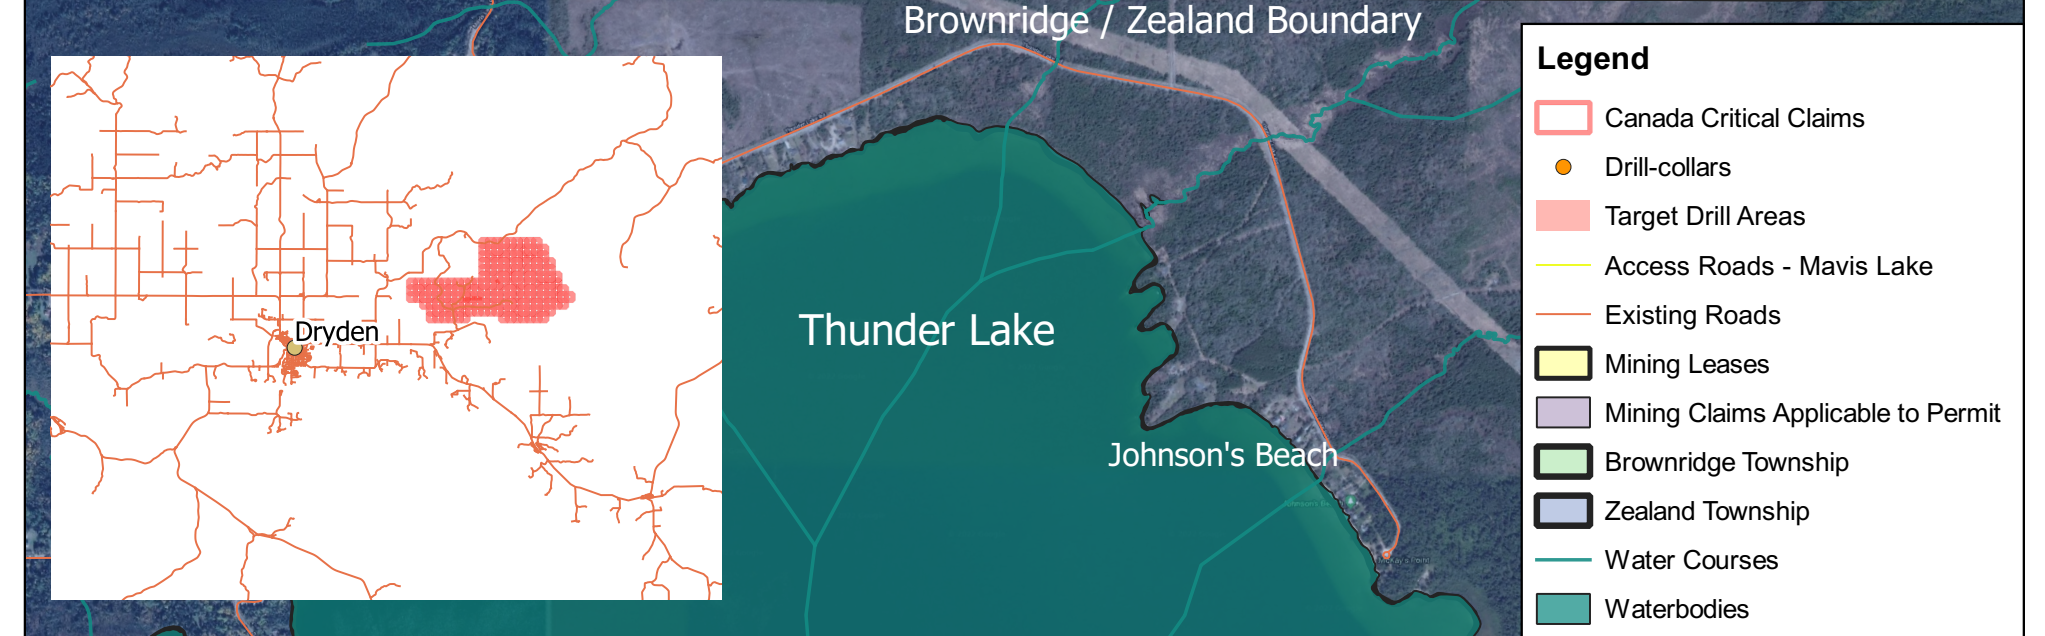 Brownridge / Zealand Boundary
Dryden
Thunder Lake
Johnson's Beach
Legend
Canada Critical Claims
Drill-collars
Target Drill Areas
Access Roads - Mavis Lake
Existing Roads
Mining Leases
Mining Claims Applicable to Permit
Brownridge Township
Zealand Township
Water Courses
Waterbodies